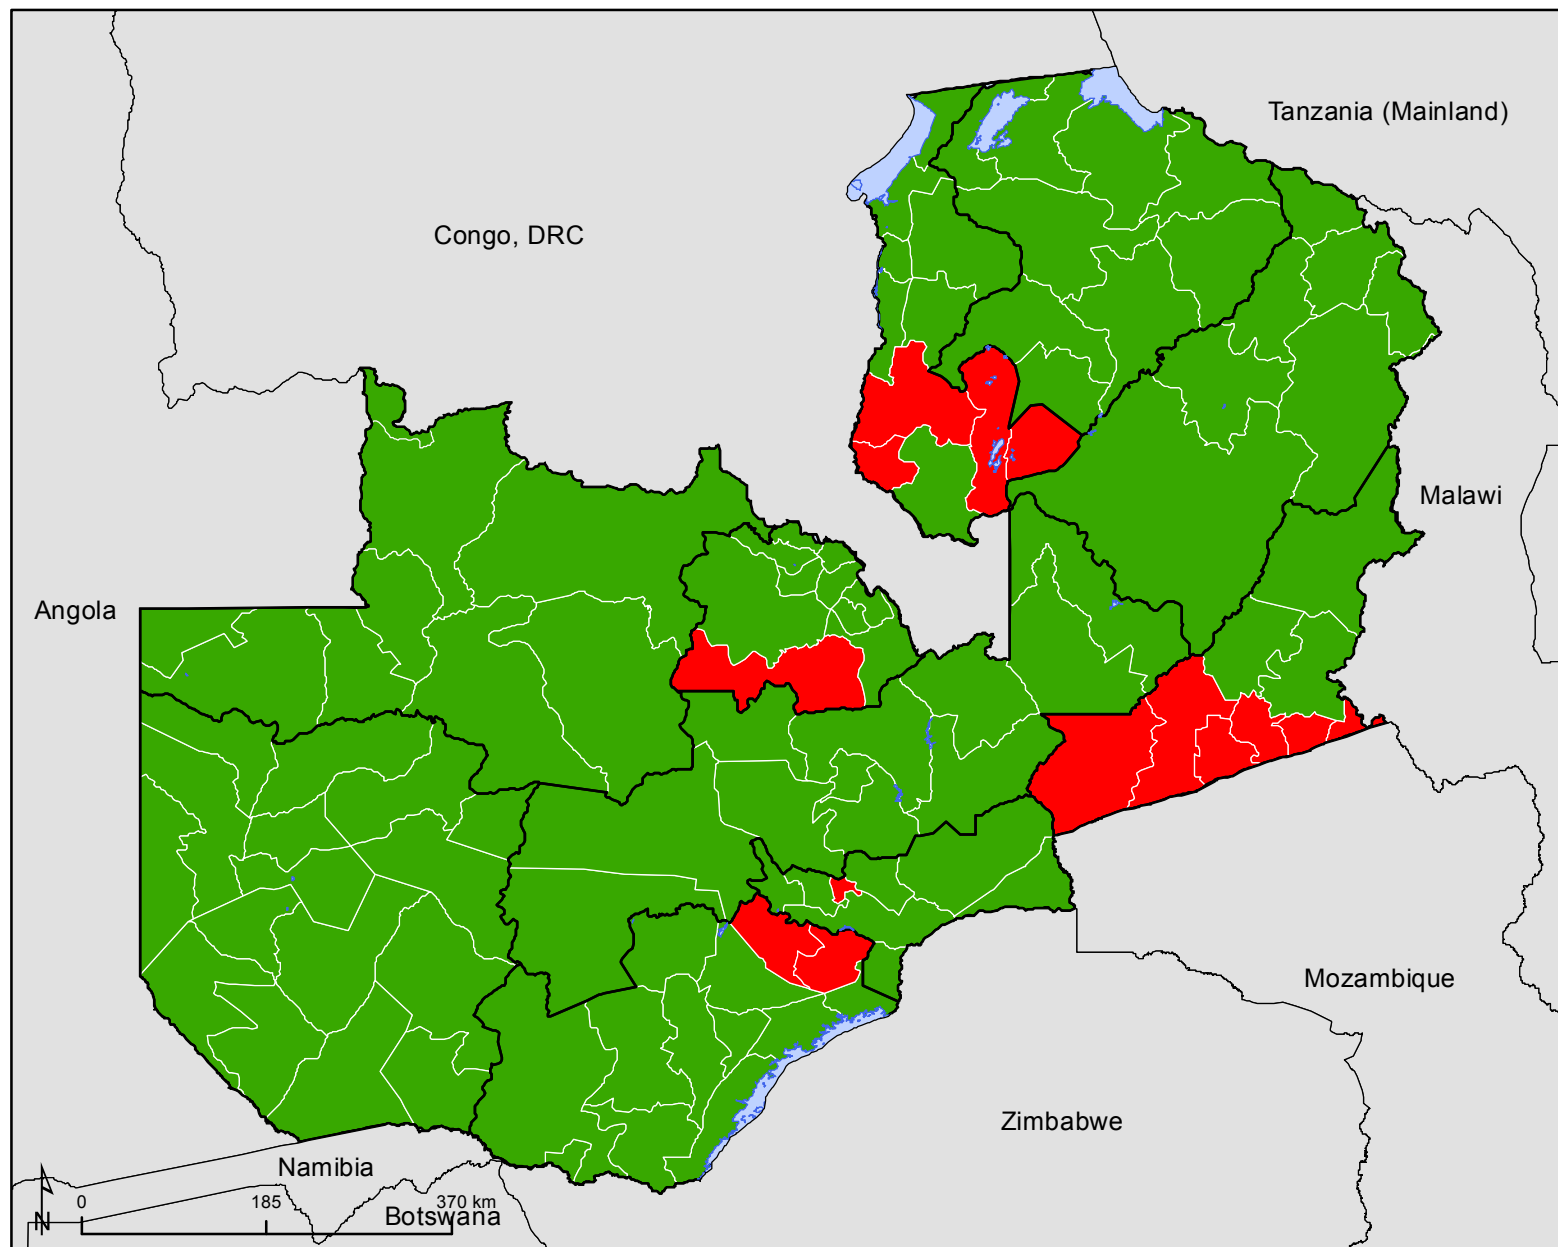 Tanzania (Mainland)
Congo, DRC
Malawi
Angola
Mozambique
Zimbabwe
Namibia
Botswana
N
0 185 370 km